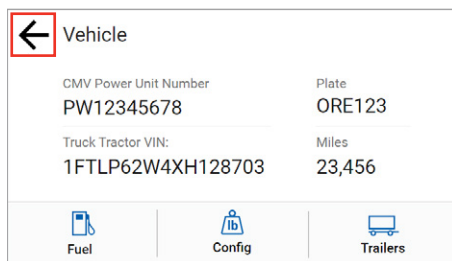 Vehicle
CMV Power Unit Number Plate
PW12345678 ORE123
Truck Tractor VIN: Miles
1FTLP62W4XH128703 23,456
lb
Fuel Config Trailers